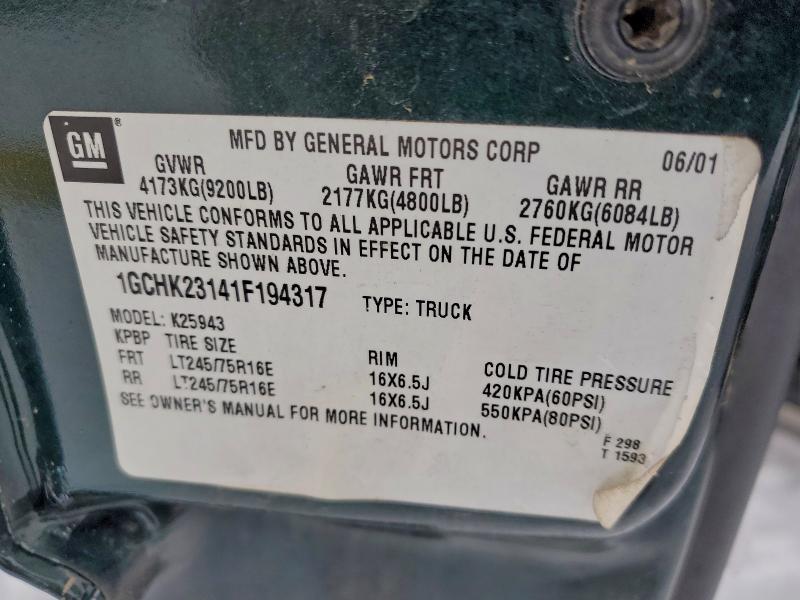 GM ®
MFD BY GENERAL MOTORS CORP 06/01
GVWR GAWR FRT GAWR RR
4173KG(9200LB) 2177KG(4800LB) 2760KG(6084LB)
THIS VEHICLE CONFORMS TO ALL APPLICABLE U.S. FEDERAL MOTOR
VEHICLE SAFETY STANDARDS IN EFFECT ON THE DATE OF
MANUFACTURE SHOWN ABOVE.
1GCHK23141F194317 TYPE: TRUCK
MODEL: K25943
KPBP TIRE SIZE RIM COLD TIRE PRESSURE
FRT LT245/75R16E 16X6.5J 420KPA(60PSI)
RR LT245/75R16E 16X6.5J 550KPA(80PSI)
SEE OWNER'S MANUAL FOR MORE INFORMATION.
F 298
T 1593